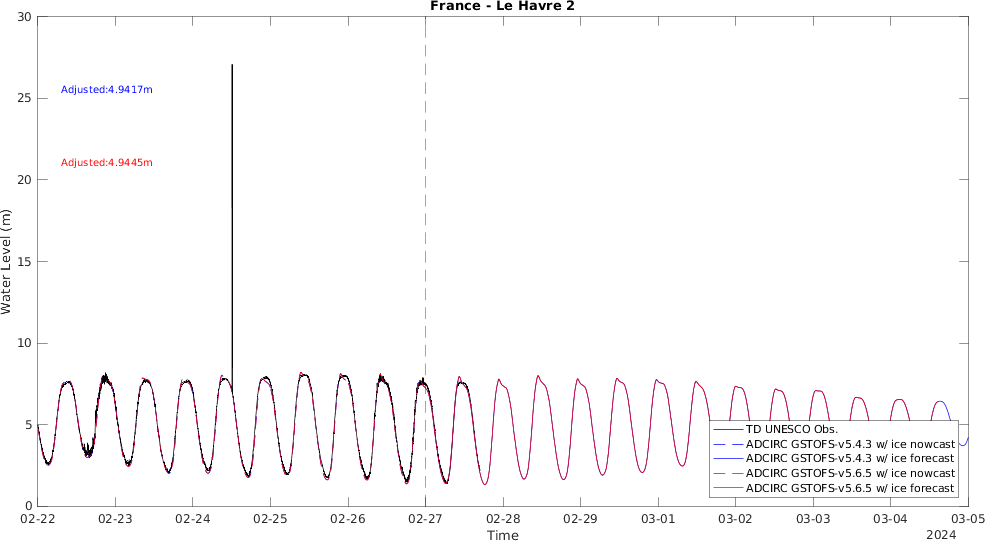 France - Le Havre 2
30
25
20
15
10
5
0
Water Level (m)
Adjusted:4.9417m
Adjusted:4.9445m
TD UNESCO Obs.
ADCIRC GSTOFS-v5.4.3 w/ ice nowcast
ADCIRC GSTOFS-v5.4.3 w/ ice forecast
ADCIRC GSTOFS-v5.6.5 w/ ice nowcast
ADCIRC GSTOFS-v5.6.5 w/ ice forecast
02-22 02-23 02-24 02-25 02-26 02-27 02-28 02-29 03-01 03-02 03-03 03-04 03-05
Time
2024